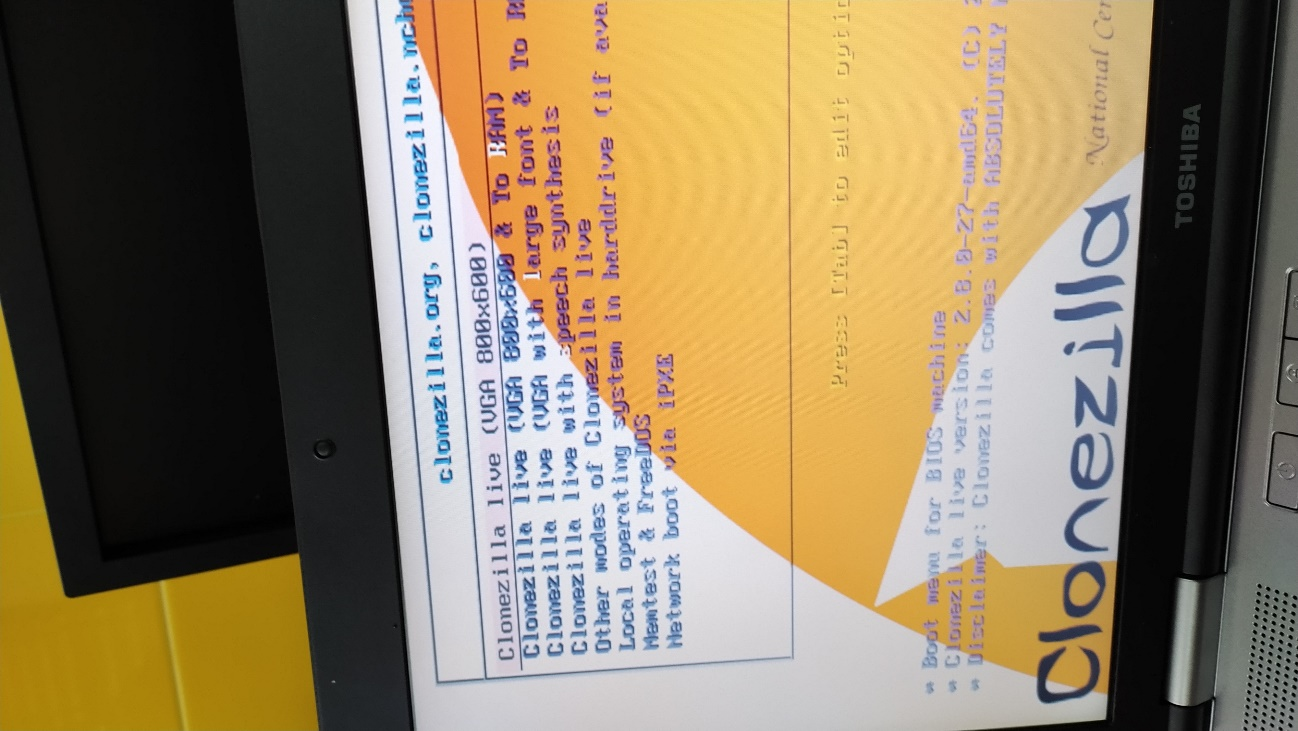 clonezilla.org, clonezilla.nch
Clonezilla live (VGA 800x600)
Clonezilla live (VGA 800x600 & To RAM)
Clonezilla live (VGA with large font & To R
Clonezilla live with speech synthesis
Other modes of Clonezilla live
Local operating system in harddrive (if ava
Memtest & FreeDOS
Network boot via iPXE
Press [Tab] to edit optio
* Boot menu for BIOS machine
* Clonezilla live version: 2.8.0-27-amd64. (C) 2
* Disclaimer: Clonezilla comes with ABSOLUTELY N
National Cen
Clonezilla
TOSHIBA